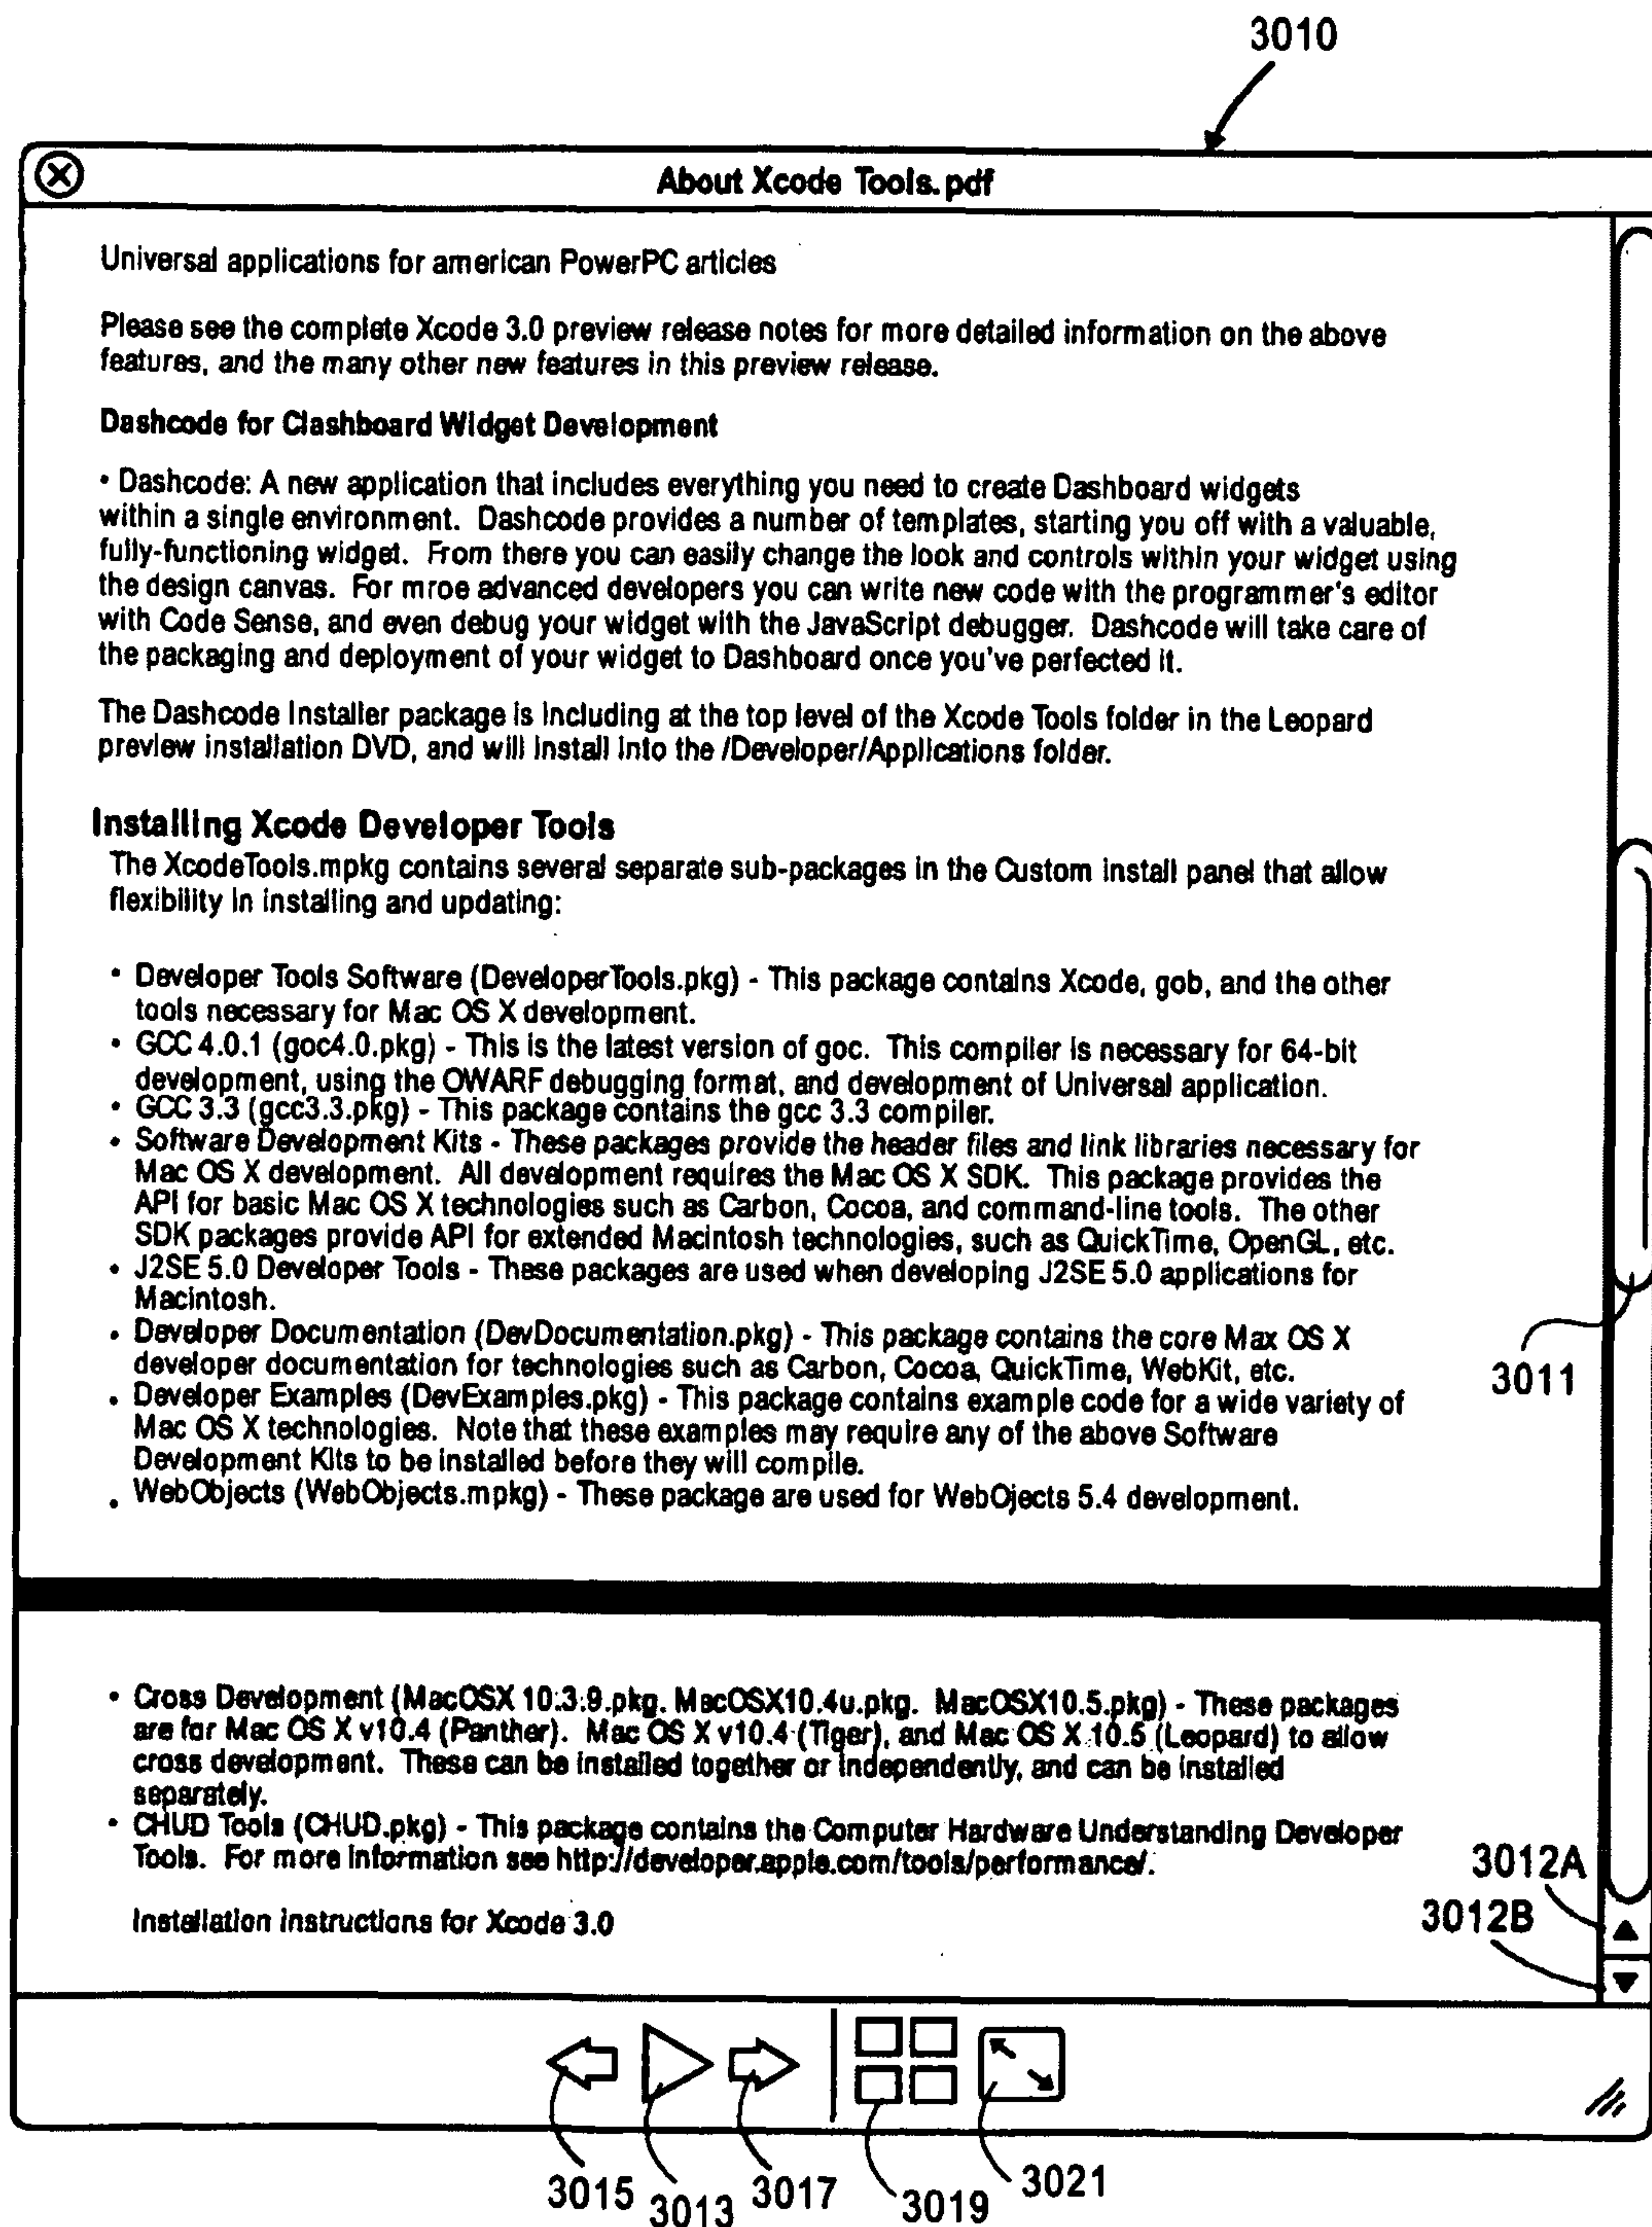 3010
About Xcode Tools.pdf
Universal applications for american PowerPC articles
Please see the complete Xcode 3.0 preview release notes for more detailed information on the above
features, and the many other new features in this preview release.
Dashcode for Clashboard Widget Development
• Dashcode: A new application that includes everything you need to create Dashboard widgets
within a single environment. Dashcode provides a number of templates, starting you off with a valuable,
fully-functioning widget. From there you can easily change the look and controls within your widget using
the design canvas. For mroe advanced developers you can write new code with the programmer's editor
with Code Sense, and even debug your widget with the JavaScript debugger. Dashcode will take care of
the packaging and deployment of your widget to Dashboard once you've perfected it.
The Dashcode Installer package is including at the top level of the Xcode Tools folder in the Leopard
preview installation DVD, and will install into the /Developer/Applications folder.
Installing Xcode Developer Tools
The XcodeTools.mpkg contains several separate sub-packages in the Custom install panel that allow
flexibility in installing and updating:
• Developer Tools Software (DeveloperTools.pkg) - This package contains Xcode, gob, and the other
tools necessary for Mac OS X development.
• GCC 4.0.1 (goc4.0.pkg) - This is the latest version of goc. This compiler is necessary for 64-bit
development, using the OWARF debugging format, and development of Universal application.
• GCC 3.3 (gcc3.3.pkg) - This package contains the gcc 3.3 compiler.
• Software Development Kits - These packages provide the header files and link libraries necessary for
Mac OS X development. All development requires the Mac OS X SDK. This package provides the
API for basic Mac OS X technologies such as Carbon, Cocoa, and command-line tools. The other
SDK packages provide API for extended Macintosh technologies, such as QuickTime, OpenGL, etc.
• J2SE 5.0 Developer Tools - These packages are used when developing J2SE 5.0 applications for
Macintosh.
• Developer Documentation (DevDocumentation.pkg) - This package contains the core Max OS X
developer documentation for technologies such as Carbon, Cocoa, QuickTime, WebKit, etc.
3011
• Developer Examples (DevExamples.pkg) - This package contains example code for a wide variety of
Mac OS X technologies. Note that these examples may require any of the above Software
Development Kits to be installed before they will compile.
• WebObjects (WebObjects.mpkg) - These package are used for WebOjects 5.4 development.
• Cross Development (MacOSX 10:3:9.pkg. MacOSX10.4u.pkg. MacOSX10.5.pkg) - These packages
are for Mac OS X v10.4 (Panther). Mac OS X v10.4 (Tiger), and Mac OS X 10.5 (Leopard) to allow
cross development. These can be installed together or independently, and can be installed
separately.
• CHUD Tools (CHUD.pkg) - This package contains the Computer Hardware Understanding Developer
Tools. For more information see http://developer.apple.com/tools/performance/.
3012A
3012B
Installation instructions for Xcode 3.0
3015
3013
3017
3019
3021